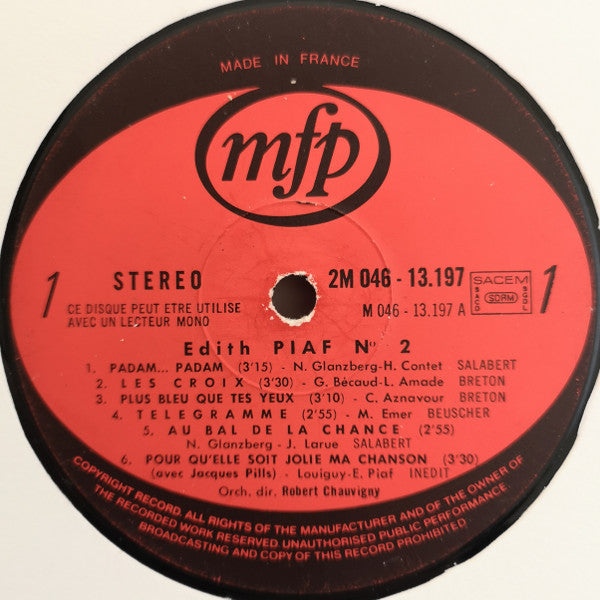 MADE IN FRANCE
mfp
1 STEREO 2M 046 - 13.197 SACEM 1
SACD SDRM SGDL
CE DISQUE PEUT ETRE UTILISE M 046 - 13.197 A
AVEC UN LECTEUR MONO
Edith PIAF No 2
1. PADAM... PADAM (3'15) - N. Glanzberg-H. Contet SALABERT
2. LES CROIX (3'30) - G. Bécaud-L. Amade BRETON
3. PLUS BLEU QUE TES YEUX (3'10) - C. Aznavour BRETON
4. TELEGRAMME (2'55) - M. Emer BEUSCHER
5. AU BAL DE LA CHANCE (2'55)
N. Glanzberg - J. Larue SALABERT
6. POUR QU'ELLE SOIT JOLIE MA CHANSON (3'30)
(avec Jacques Pills) - Louiguy-E. Piaf INEDIT
Orch. dir. Robert Chauvigny
COPYRIGHT RECORD ALL RIGHTS OF THE MANUFACTURER AND OF THE OWNER OF
THE RECORDED WORK RESERVED UNAUTHORISED PUBLIC PERFORMANCE
BROADCASTING AND COPY OF THIS RECORD PROHIBITED